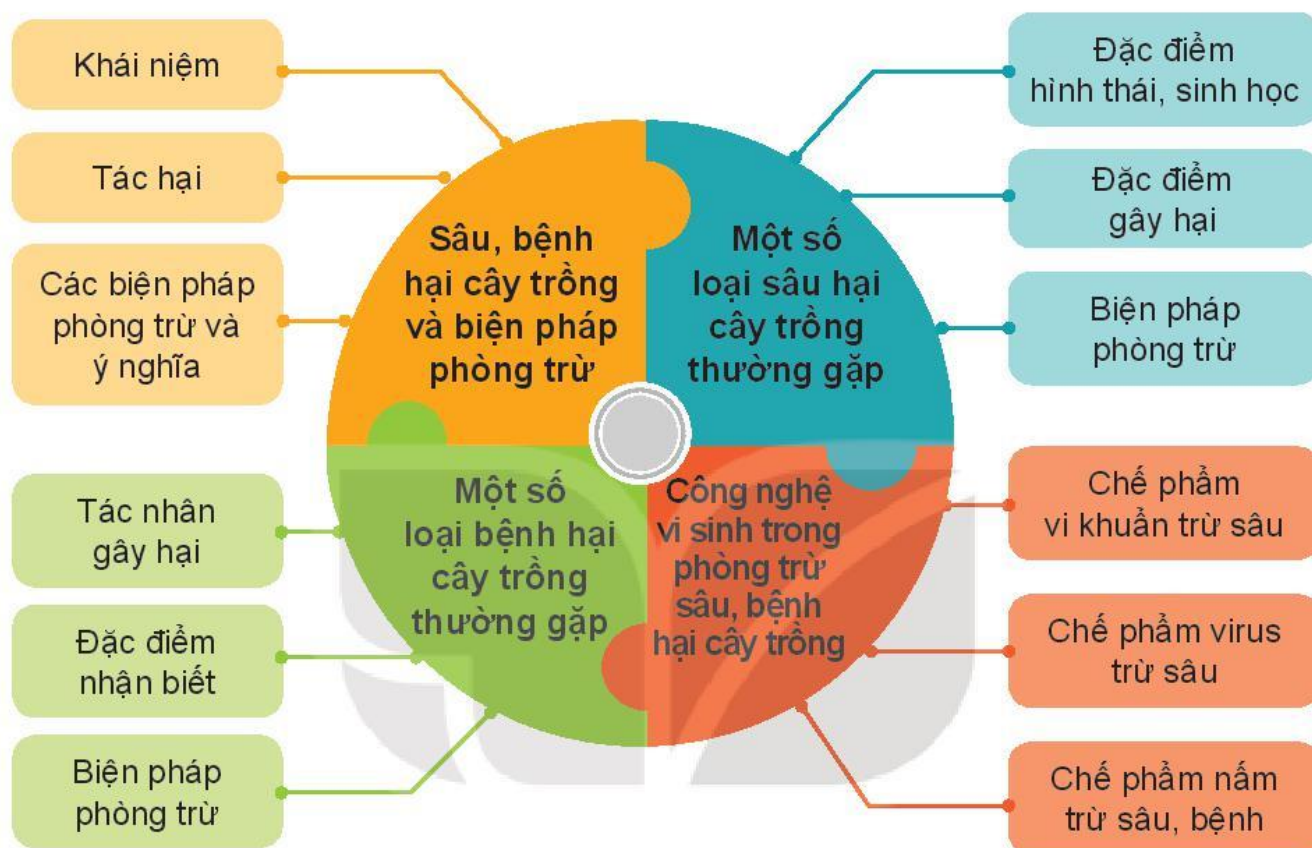 Khái niệm
Tác hại
Các biện pháp
phòng trừ và
ý nghĩa
Sâu, bệnh
hại cây trồng
và biện pháp
phòng trừ
Một số
loại sâu hại
cây trồng
thường gặp
Đặc điểm
hình thái, sinh học
Đặc điểm
gây hại
Biện pháp
phòng trừ
Tác nhân
gây hại
Đặc điểm
nhận biết
Biện pháp
phòng trừ
Một số
loại bệnh hại
cây trồng
thường gặp
Công nghệ
vi sinh trong
phòng trừ
sâu, bệnh
hại cây trồng
Chế phẩm
vi khuẩn trừ sâu
Chế phẩm virus
trừ sâu
Chế phẩm nấm
trừ sâu, bệnh